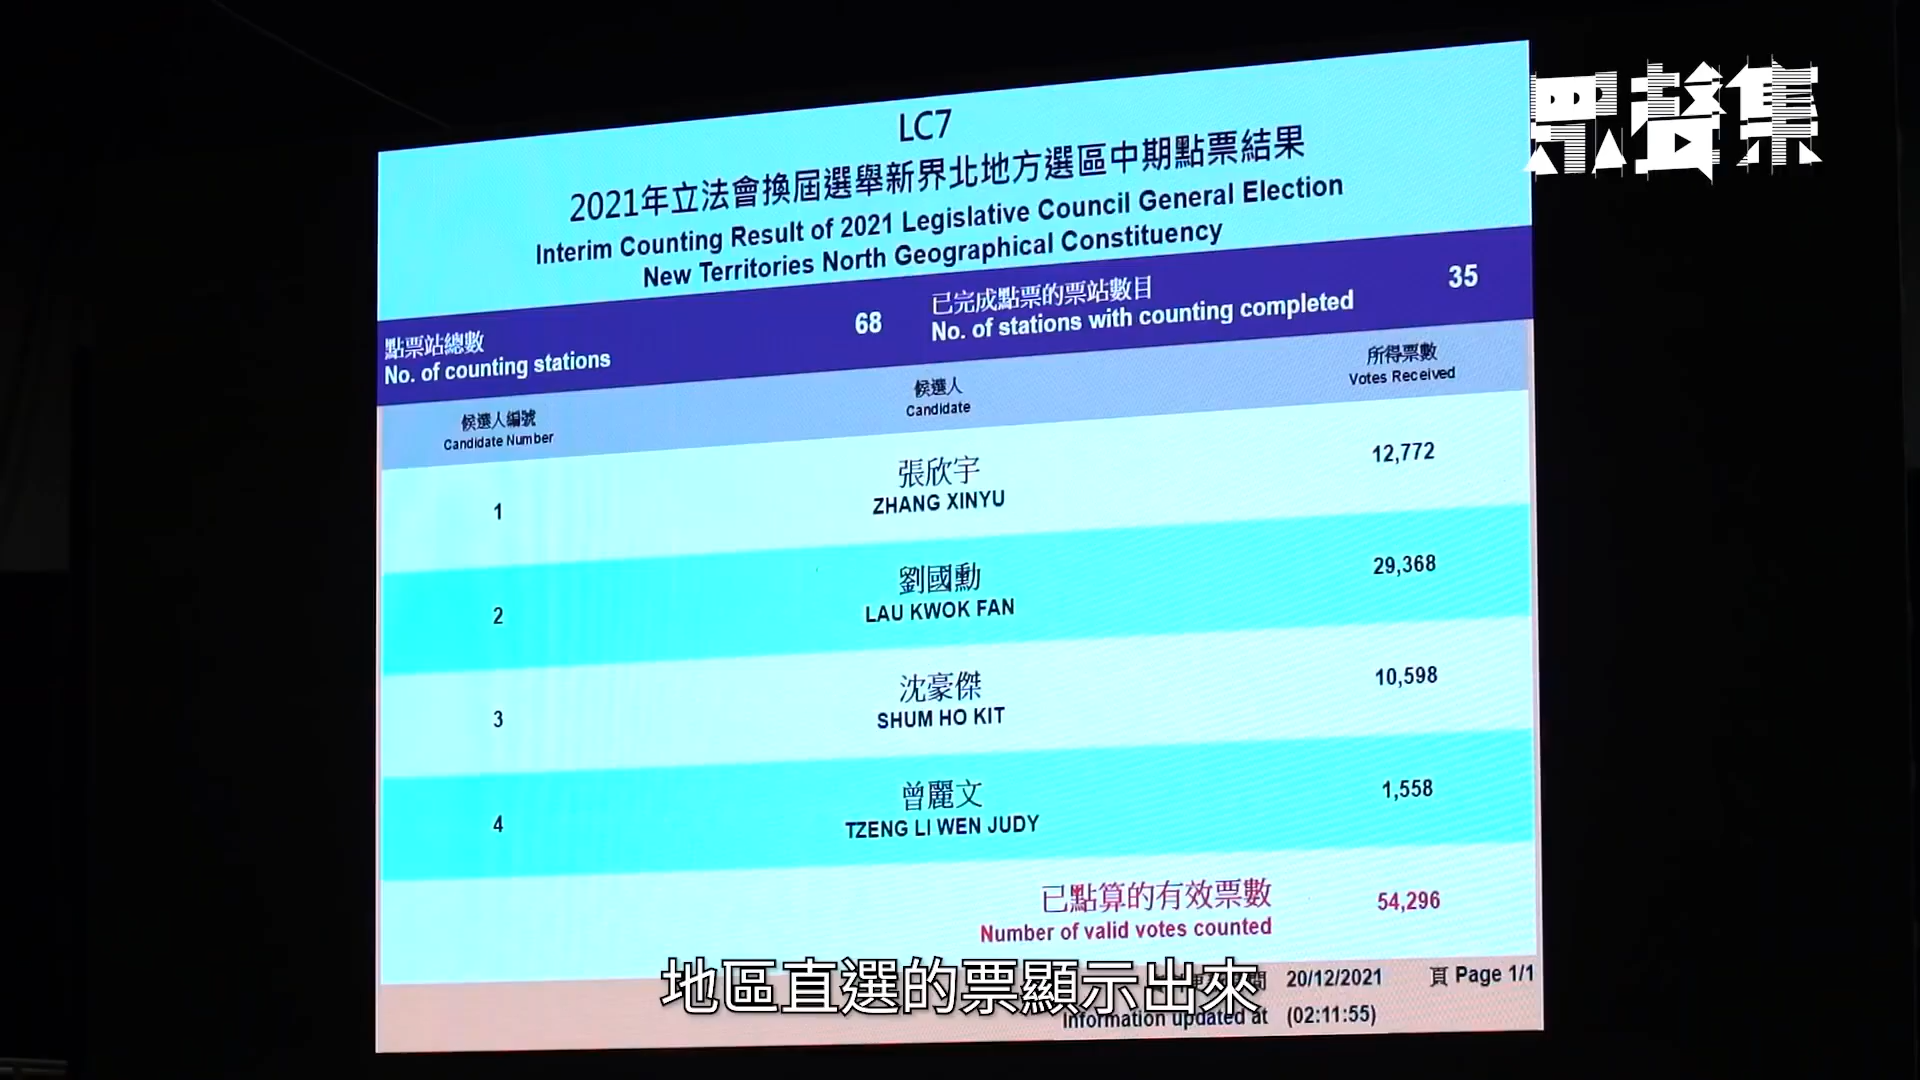 LC7
眾聲集
2021年立法會換屆選舉新界北地方選區中期點票結果
Interim Counting Result of 2021 Legislative Council General Election
New Territories North Geographical Constituency
點票站總數
No. of counting stations
68
已完成點票的票站數目
No. of stations with counting completed
35
候選人編號
Candidate Number
候選人
Candidate
所得票數
Votes Received
1
張欣宇
ZHANG XINYU
12,772
2
劉國勳
LAU KWOK FAN
29,368
3
沈豪傑
SHUM HO KIT
10,598
4
曾麗文
TZENG LI WEN JUDY
1,558
已點算的有效票數
Number of valid votes counted
54,296
20/12/2021
頁 Page 1/1
地區直選的票顯示出來
Information updated at
(02:11:55)